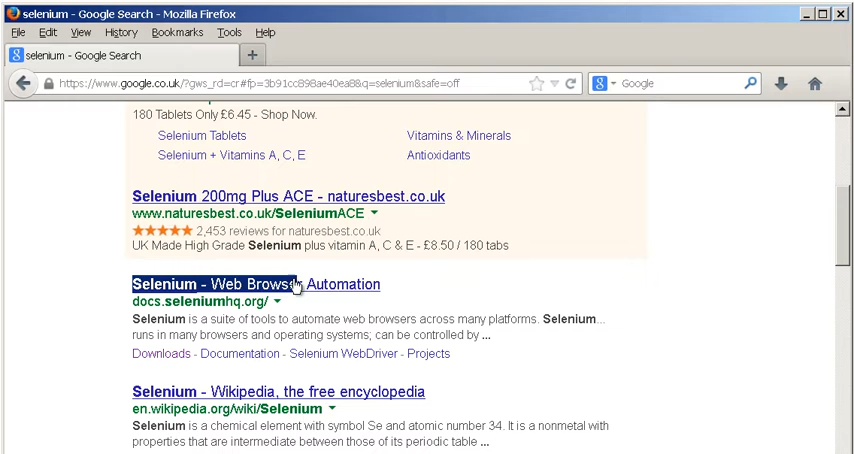 selenium - Google Search - Mozilla Firefox
File Edit View History Bookmarks Tools Help
selenium - Google Search
https://www.google.co.uk/?gws_rd=cr#fp=3b91cc898ae40ea8&q=selenium&safe=off Google
180 Tablets Only £6.45 - Shop Now.
Selenium Tablets Vitamins & Minerals
Selenium + Vitamins A, C, E Antioxidants
Selenium 200mg Plus ACE - naturesbest.co.uk
www.naturesbest.co.uk/SeleniumACE
2,453 reviews for naturesbest.co.uk
UK Made High Grade Selenium plus vitamin A, C & E - £8.50 / 180 tabs
Selenium - Web Browser Automation
docs.seleniumhq.org/
Selenium is a suite of tools to automate web browsers across many platforms. Selenium...
runs in many browsers and operating systems; can be controlled by ...
Downloads - Documentation - Selenium WebDriver - Projects
Selenium - Wikipedia, the free encyclopedia
en.wikipedia.org/wiki/Selenium
Selenium is a chemical element with symbol Se and atomic number 34. It is a nonmetal with
properties that are intermediate between those of its periodic table ...